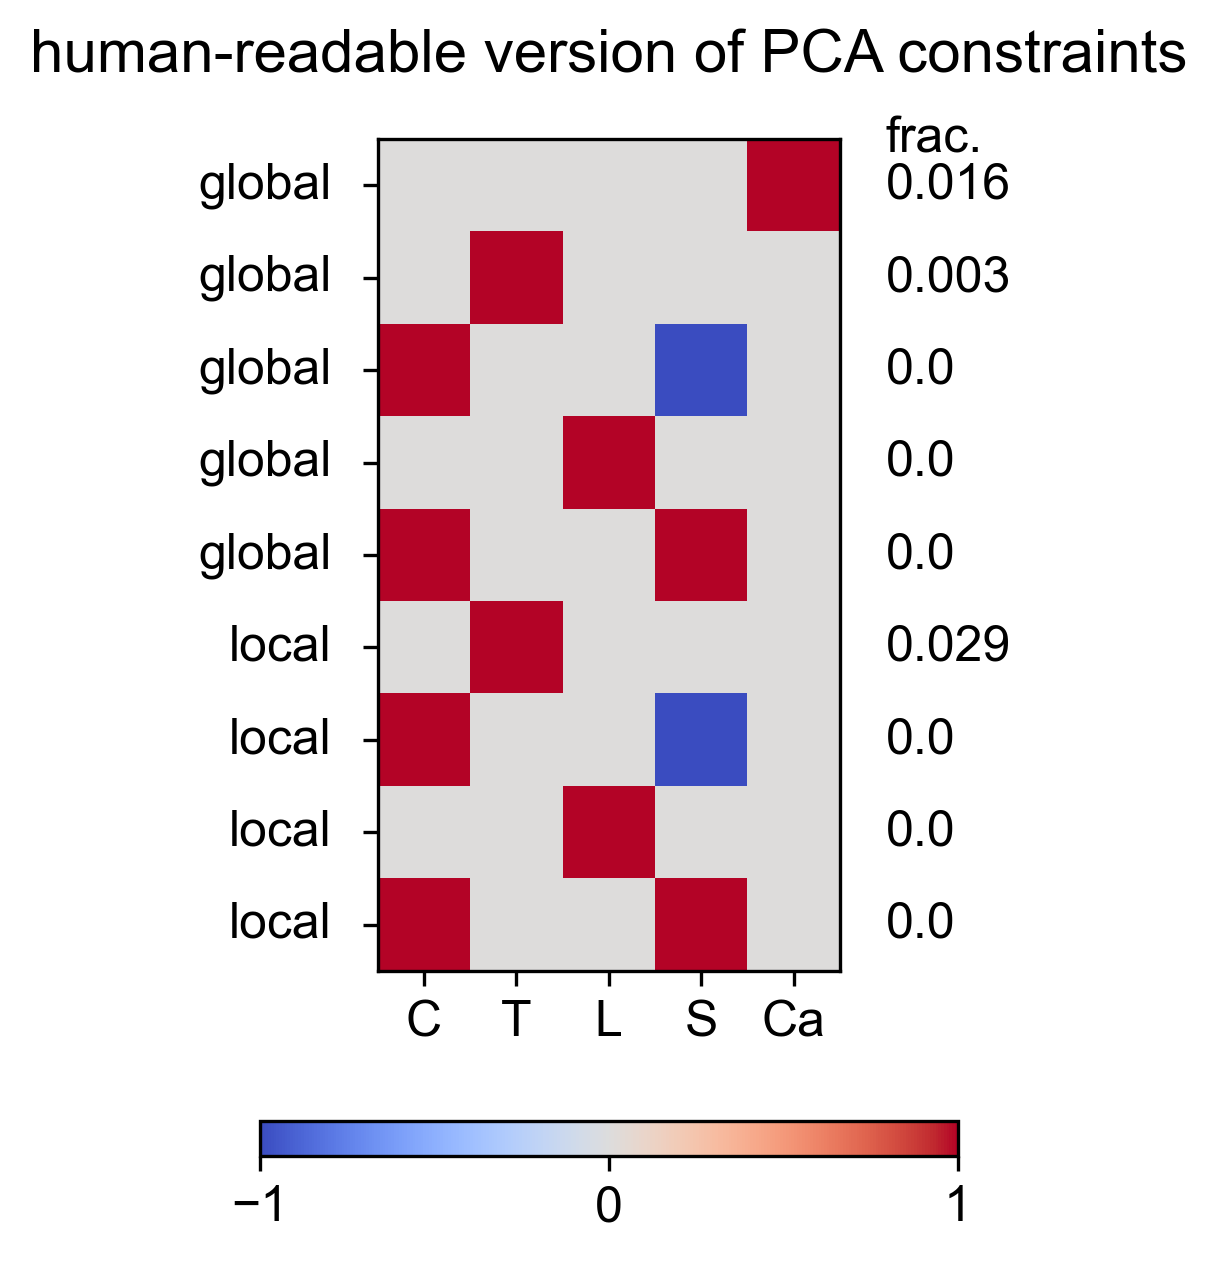 human-readable version of PCA constraints
frac.
global 0.016
global 0.003
global 0.0
global 0.0
global 0.0
local 0.029
local 0.0
local 0.0
local 0.0
C T L S Ca
−1 0 1